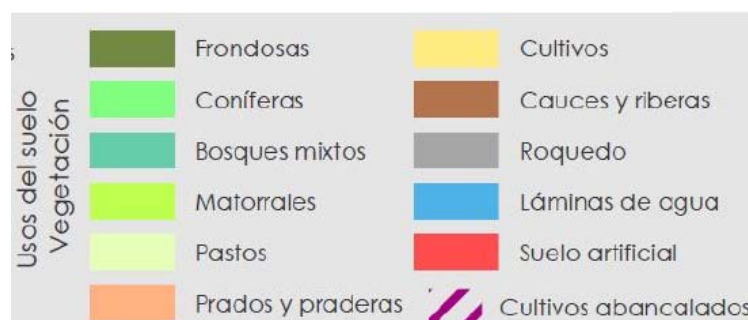 Usos del suelo
Vegetación
Frondosas
Coníferas
Bosques mixtos
Matorrales
Pastos
Prados y praderas
Cultivos
Cauces y riberas
Roquedo
Láminas de agua
Suelo artificial
Cultivos abancalados